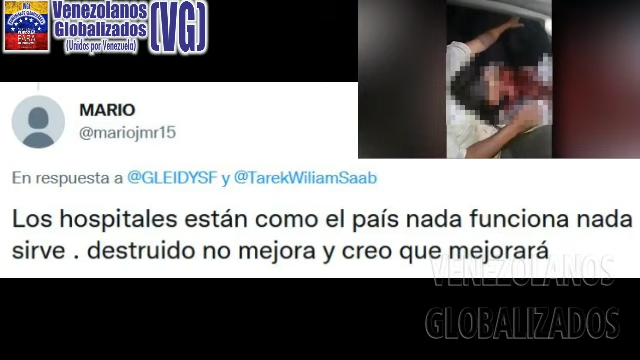 Venezolanos
Globalizados
(Unidos por Venezuela)
(VG)
MARIO
@mariojmr15
En respuesta a @GLEIDYSF y @TarekWiliamSaab
Los hospitales están como el país nada funciona nada
sirve . destruido no mejora y creo que mejorará
VENEZOLANOS
GLOBALIZADOS